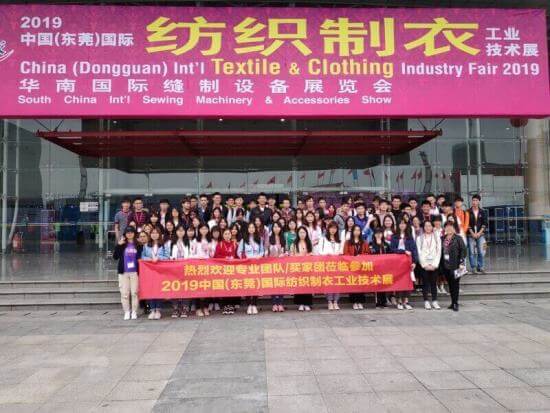 2019
中国(东莞)国际
纺织制衣
工业
技术展
China (Dongguan) Int'l Textile & Clothing Industry Fair 2019
华南国际缝制设备展览会
South China Int'l Sewing Machinery & Accessories Show
热烈欢迎专业团队/买家团莅临参加
2019中国(东莞)国际纺织制衣工业技术展